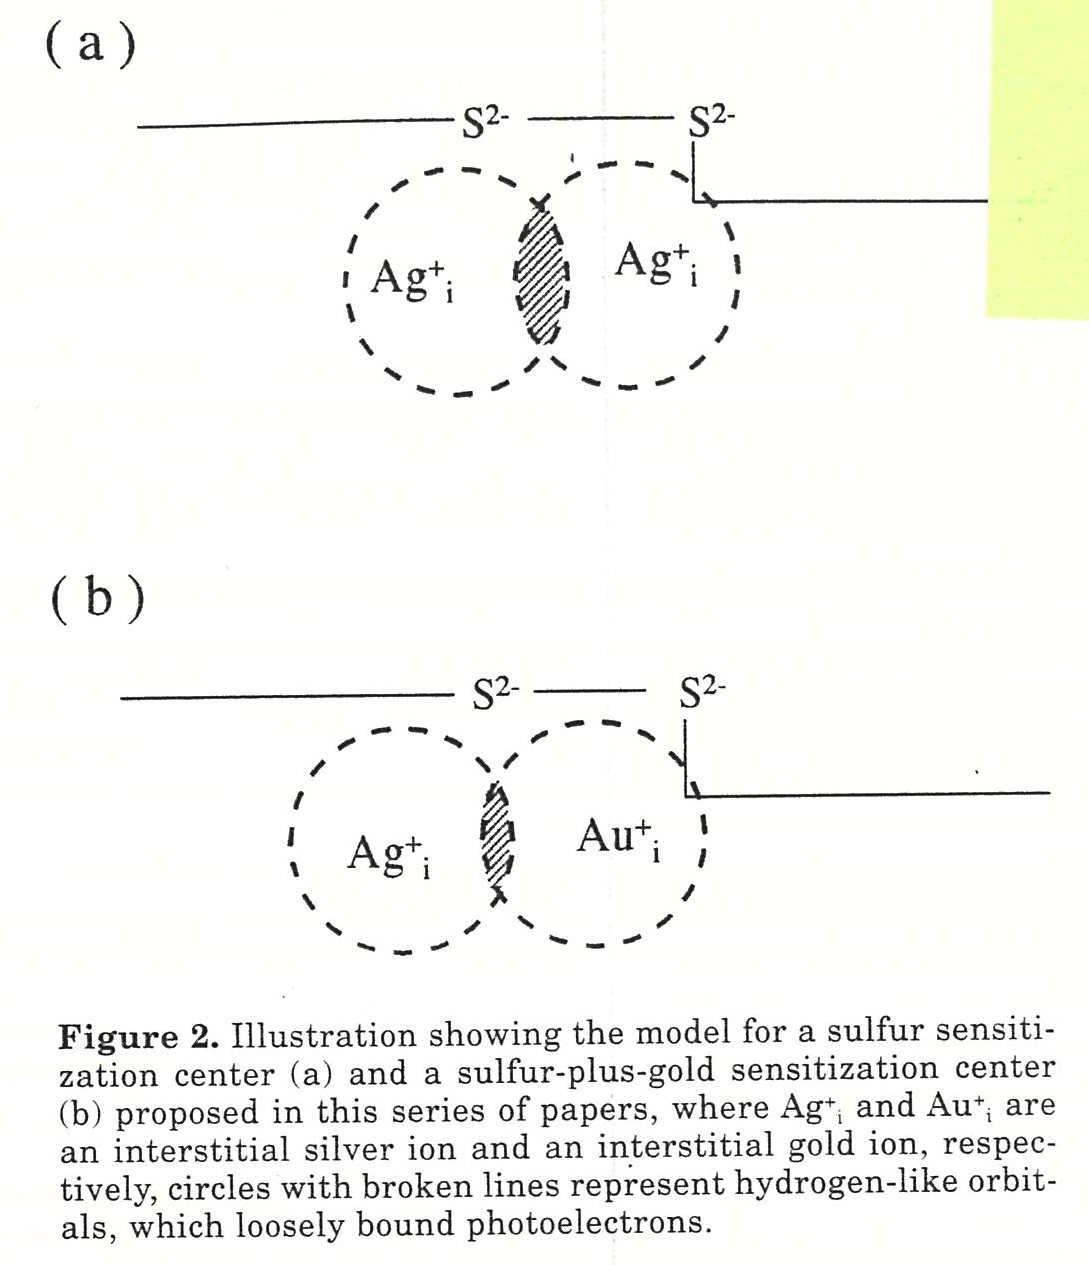 (a)
S²⁻ S²⁻
Ag⁺ᵢ Ag⁺ᵢ
(b)
S²⁻ S²⁻
Ag⁺ᵢ Au⁺ᵢ
Figure 2. Illustration showing the model for a sulfur sensiti-
zation center (a) and a sulfur-plus-gold sensitization center
(b) proposed in this series of papers, where Ag⁺ᵢ and Au⁺ᵢ are
an interstitial silver ion and an interstitial gold ion, respec-
tively, circles with broken lines represent hydrogen-like orbit-
als, which loosely bound photoelectrons.